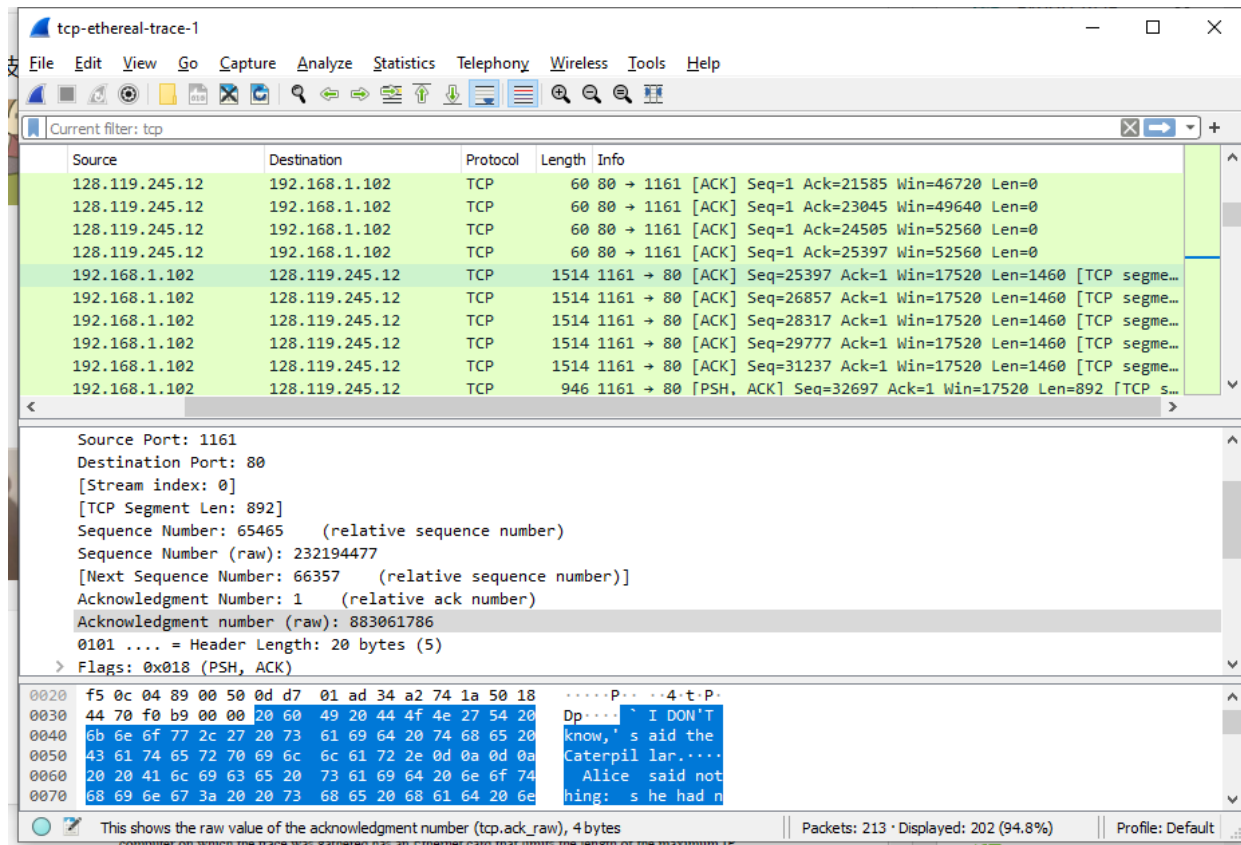 tcp-ethereal-trace-1
File Edit View Go Capture Analyze Statistics Telephony Wireless Tools Help
Current filter: tcp
Source Destination Protocol Length Info
128.119.245.12 192.168.1.102 TCP 60 80 → 1161 [ACK] Seq=1 Ack=21585 Win=46720 Len=0
128.119.245.12 192.168.1.102 TCP 60 80 → 1161 [ACK] Seq=1 Ack=23045 Win=49640 Len=0
128.119.245.12 192.168.1.102 TCP 60 80 → 1161 [ACK] Seq=1 Ack=24505 Win=52560 Len=0
128.119.245.12 192.168.1.102 TCP 60 80 → 1161 [ACK] Seq=1 Ack=25397 Win=52560 Len=0
192.168.1.102 128.119.245.12 TCP 1514 1161 → 80 [ACK] Seq=25397 Ack=1 Win=17520 Len=1460 [TCP segme…
192.168.1.102 128.119.245.12 TCP 1514 1161 → 80 [ACK] Seq=26857 Ack=1 Win=17520 Len=1460 [TCP segme…
192.168.1.102 128.119.245.12 TCP 1514 1161 → 80 [ACK] Seq=28317 Ack=1 Win=17520 Len=1460 [TCP segme…
192.168.1.102 128.119.245.12 TCP 1514 1161 → 80 [ACK] Seq=29777 Ack=1 Win=17520 Len=1460 [TCP segme…
192.168.1.102 128.119.245.12 TCP 1514 1161 → 80 [ACK] Seq=31237 Ack=1 Win=17520 Len=1460 [TCP segme…
192.168.1.102 128.119.245.12 TCP 946 1161 → 80 [PSH, ACK] Seq=32697 Ack=1 Win=17520 Len=892 [TCP s…
Source Port: 1161
Destination Port: 80
[Stream index: 0]
[TCP Segment Len: 892]
Sequence Number: 65465 (relative sequence number)
Sequence Number (raw): 232194477
[Next Sequence Number: 66357 (relative sequence number)]
Acknowledgment Number: 1 (relative ack number)
Acknowledgment number (raw): 883061786
0101 .... = Header Length: 20 bytes (5)
> Flags: 0x018 (PSH, ACK)
0020 f5 0c 04 89 00 50 0d d7 01 ad 34 a2 74 1a 50 18 ·····P·· ··4·t·P·
0030 44 70 f0 b9 00 00 20 60 49 20 44 4f 4e 27 54 20 Dp···· ` I DON'T
0040 6b 6e 6f 77 2c 27 20 73 61 69 64 20 74 68 65 20 know,' s aid the
0050 43 61 74 65 72 70 69 6c 6c 61 72 2e 0d 0a 0d 0a Caterpil lar.····
0060 20 20 41 6c 69 63 65 20 73 61 69 64 20 6e 6f 74 Alice said not
0070 68 69 6e 67 3a 20 20 73 68 65 20 68 61 64 20 6e hing: s he had n
This shows the raw value of the acknowledgment number (tcp.ack_raw), 4 bytes Packets: 213 · Displayed: 202 (94.8%) Profile: Default